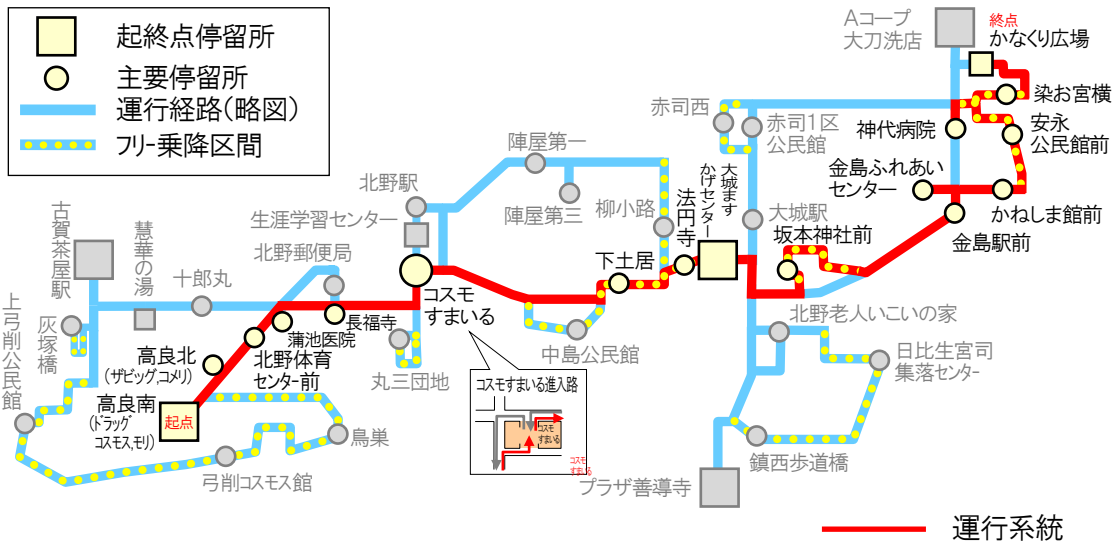 起終点停留所
主要停留所
運行経路(略図)
フリー乗降区間
Aコープ
大刀洗店
終点
かなくり広場
染お宮横
安永
公民館前
神代病院
赤司西
赤司1区
公民館
金島ふれあい
センター
かねしま館前
金島駅前
大城駅
坂本神社前
大城ます
かげセンター
法円寺
柳小路
陣屋第一
陣屋第三
下土居
北野駅
生涯学習センター
北野郵便局
コスモ
すまいる
長福寺
蒲池医院
北野体育
センター前
高良北
(ザビッグ,コメリ)
高良南
(ドラッグ
コスモス,モリ)
起点
古賀茶屋駅
慧華の湯
十郎丸
灰塚橋
上弓削公民館
弓削コスモス館
鳥巣
丸三団地
中島公民館
コスモすまいる進入路
コスモ
すまいる
コスモ
すまいる
北野老人いこいの家
日比生宮司
集落センター
鎮西歩道橋
プラザ善導寺
運行系統